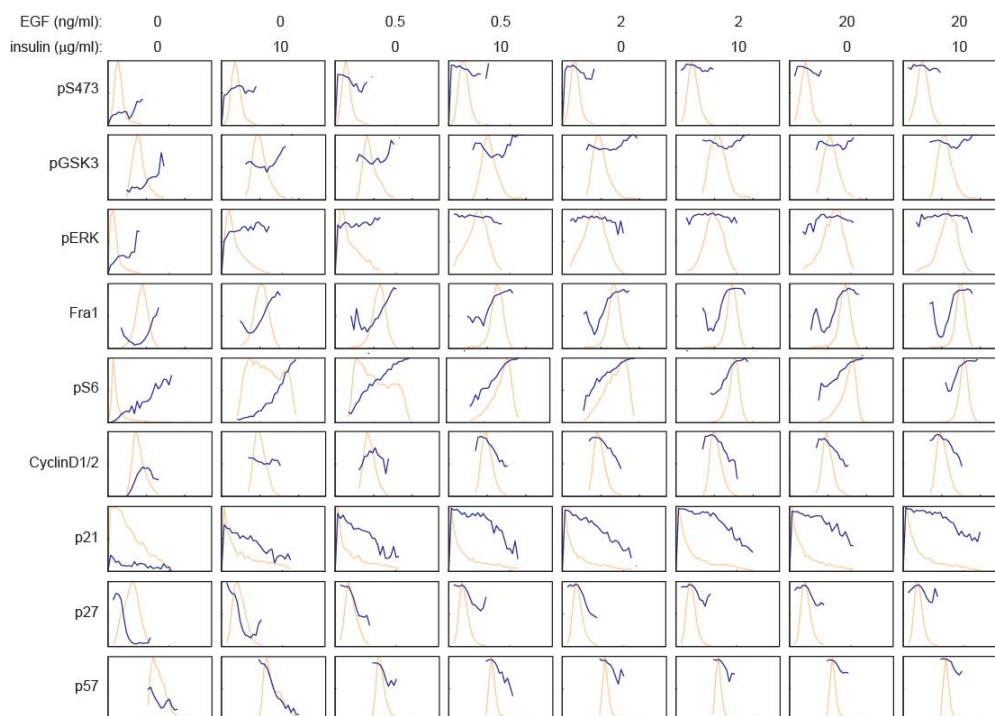 EGF (ng/ml): 0 0 0.5 0.5 2 2 20 20
insulin (µg/ml): 0 10 0 10 0 10 0 10
pS473
pGSK3
pERK
Fra1
pS6
CyclinD1/2
p21
p27
p57